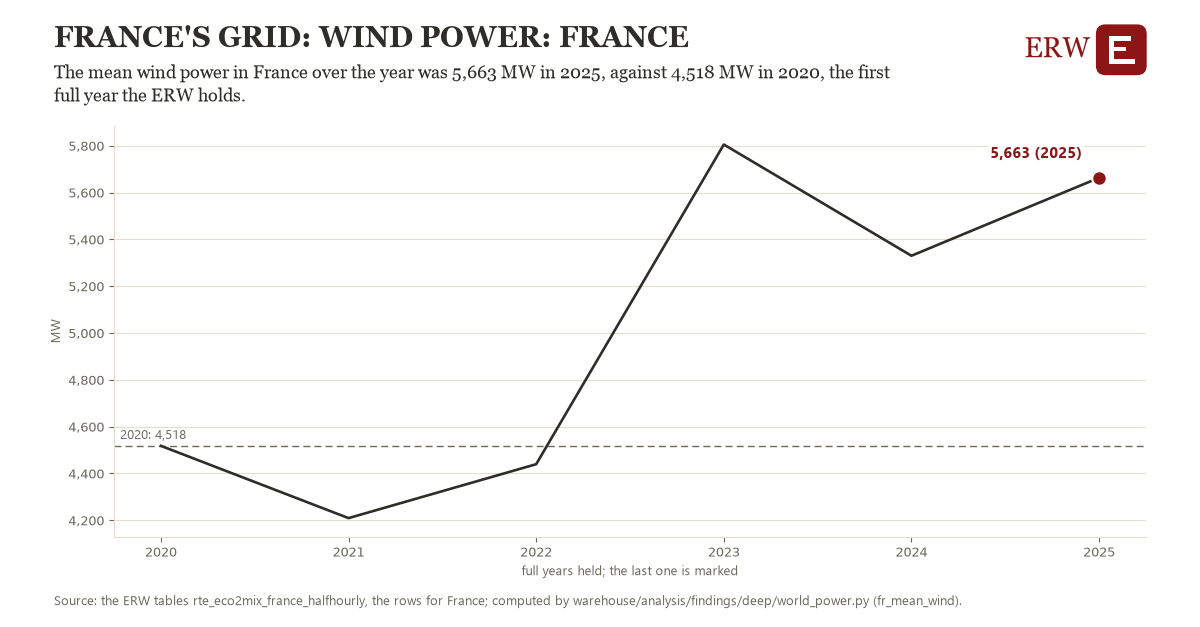 FRANCE'S GRID: WIND POWER: FRANCE
ERW E
The mean wind power in France over the year was 5,663 MW in 2025, against 4,518 MW in 2020, the first
full year the ERW holds.
5,800
5,600
5,400
5,200
5,000
4,800
4,600
4,400
4,200
MW
5,663 (2025)
2020: 4,518
2020 2021 2022 2023 2024 2025
full years held; the last one is marked
Source: the ERW tables rte_eco2mix_france_halfhourly, the rows for France; computed by warehouse/analysis/findings/deep/world_power.py (fr_mean_wind).